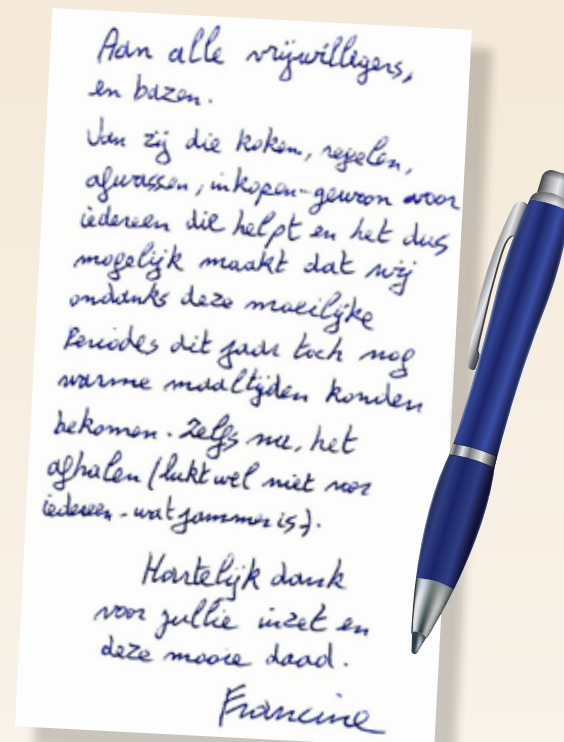 Aan alle vrijwilligers,
en bazen.
Van zij die koken, regelen,
afwassen, inkopen-gewoon voor
iedereen die helpt en het dus
mogelijk maakt dat wij
ondanks deze moeilijke
Periodes dit jaar toch nog
warme maaltijden konden
bekomen. Zelfs nu, het
afhalen (lukt wel niet voor
iedereen - wat jammer is).
Hartelijk dank
voor jullie inzet en
deze mooie daad.
Francine